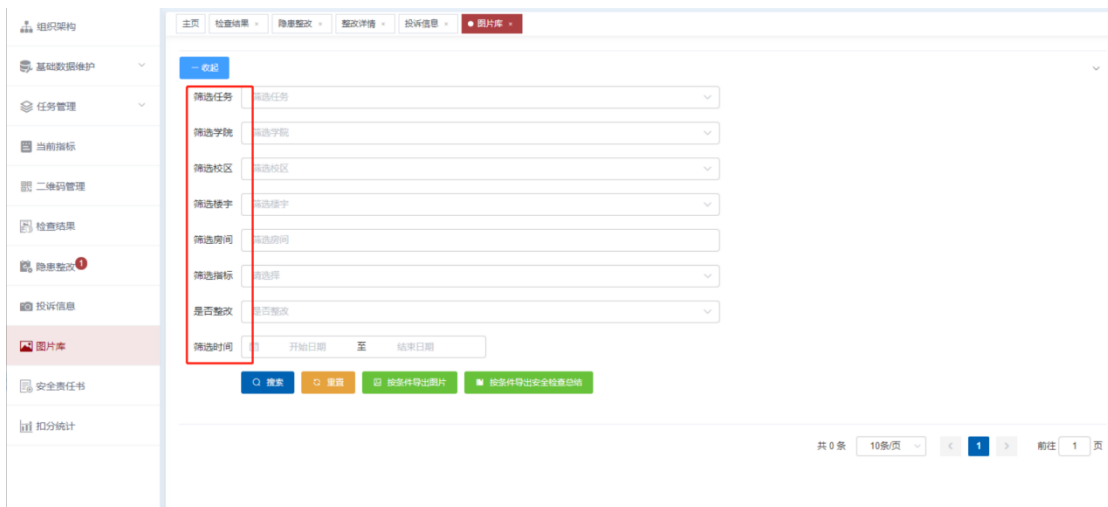 组织架构
基础数据维护
任务管理
当前指标
二维码管理
检查结果
隐患整改 1
投诉信息
图片库
安全责任书
扣分统计
主页 检查结果 × 隐患整改 × 整改详情 × 投诉信息 × ● 图片库 ×
一 收起
筛选任务 筛选任务
筛选学院 筛选学院
筛选校区 筛选校区
筛选楼宇 筛选楼宇
筛选房间 筛选房间
筛选指标 请选择
是否整改 是否整改
筛选时间 开始日期 至 结束日期
搜索 重置 按条件导出图片 按条件导出安全检查总结
共 0 条 10条/页 < 1 > 前往 1 页